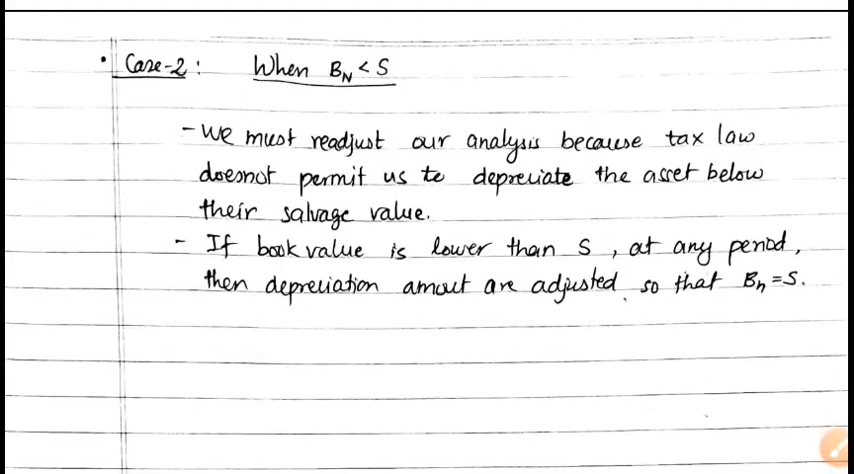 • Case-2 : When BN < S
- We must readjust our analysis because tax law
doesnot permit us to depreciate the asset below
their salvage value.
- If book value is lower than S, at any period,
then depreciation amout are adjusted so that Bn = S.